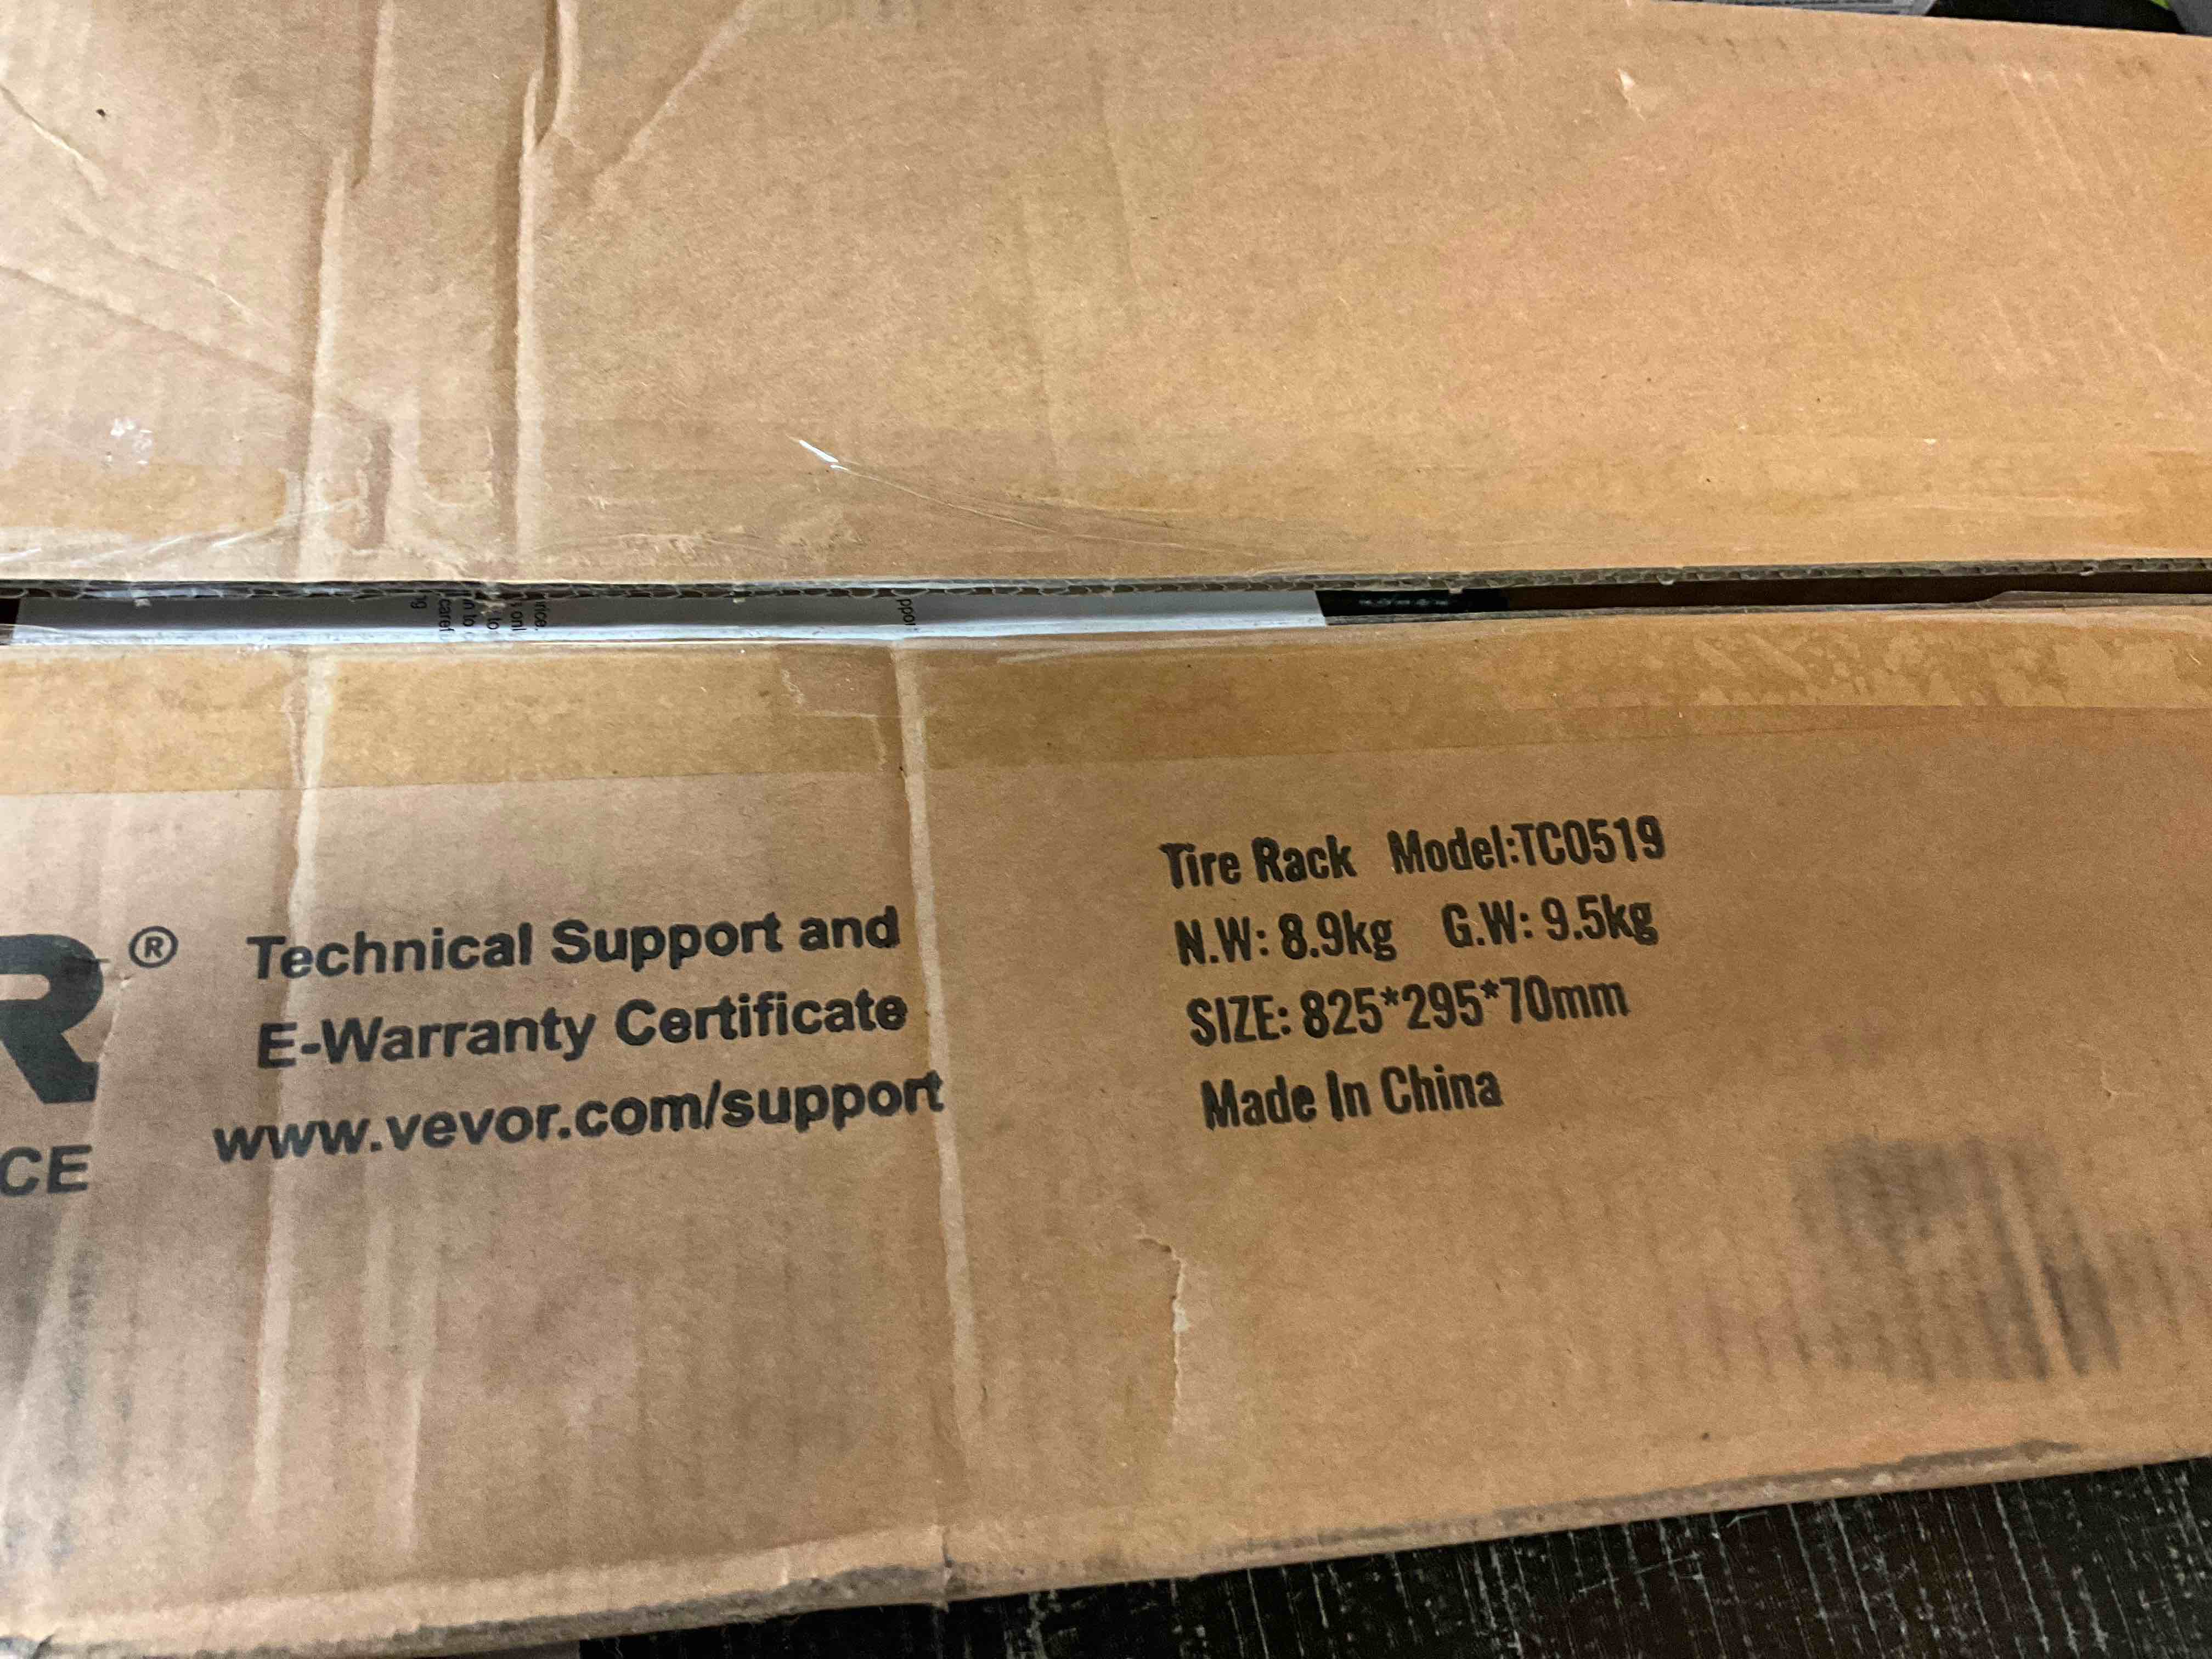 R®
CE
Technical Support and
E-Warranty Certificate
www.vevor.com/support
Tire Rack Model:TC0519
N.W: 8.9kg G.W: 9.5kg
SIZE: 825*295*70mm
Made In China